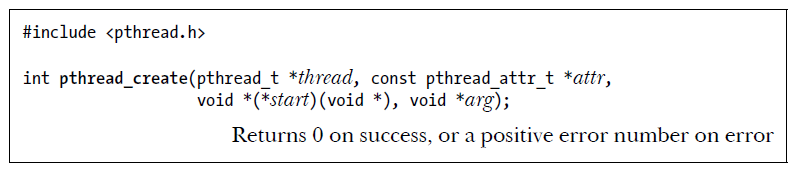 #include <pthread.h>
int pthread_create(pthread_t *thread, const pthread_attr_t *attr,
void *(*start)(void *), void *arg);
Returns 0 on success, or a positive error number on error